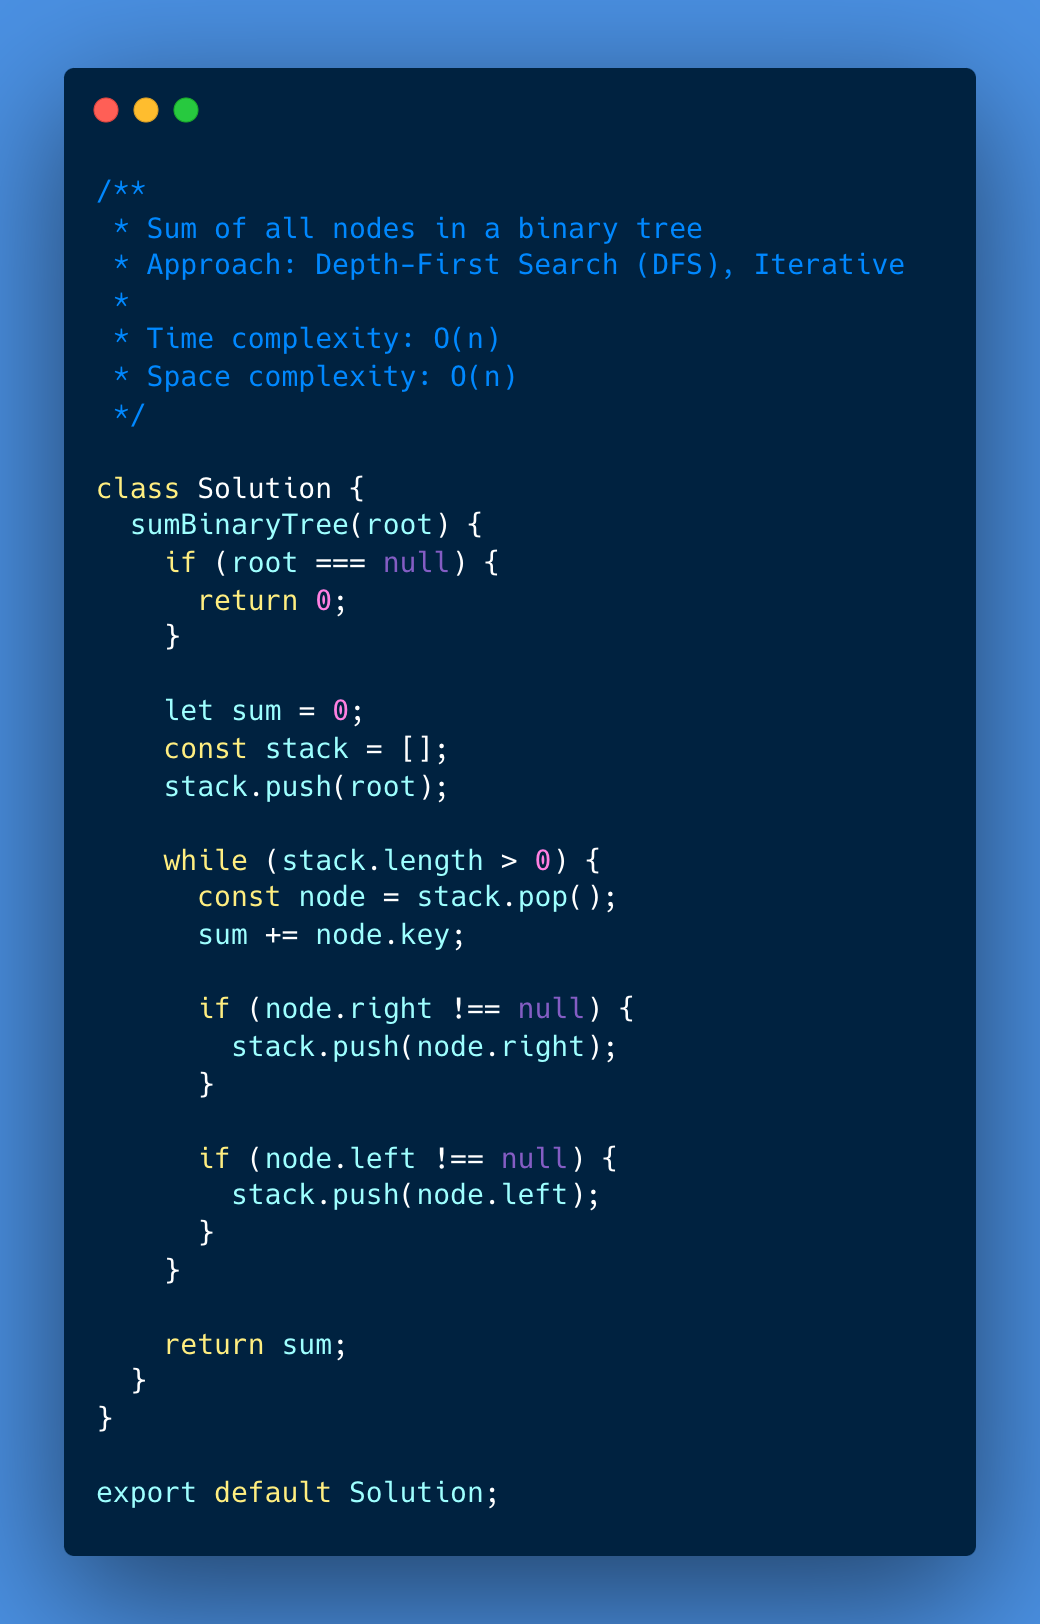 /**
 * Sum of all nodes in a binary tree
 * Approach: Depth-First Search (DFS), Iterative
 *
 * Time complexity: O(n)
 * Space complexity: O(n)
 */
class Solution {
  sumBinaryTree(root) {
    if (root === null) {
      return 0;
    }
    let sum = 0;
    const stack = [];
    stack.push(root);
    while (stack.length > 0) {
      const node = stack.pop();
      sum += node.key;
      if (node.right !== null) {
        stack.push(node.right);
      }
      if (node.left !== null) {
        stack.push(node.left);
      }
    }
    return sum;
  }
}
export default Solution;